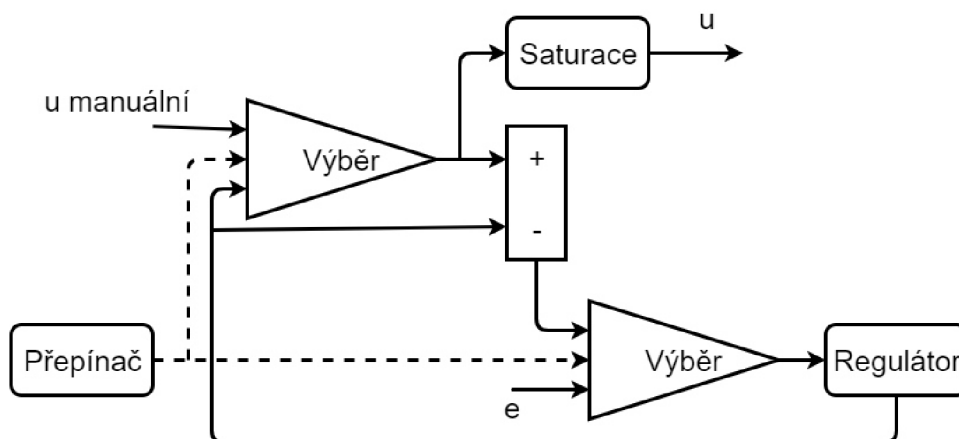 u
Saturace
u manuální
Výběr
+
-
Přepínač
Výběr
Regulátor
e